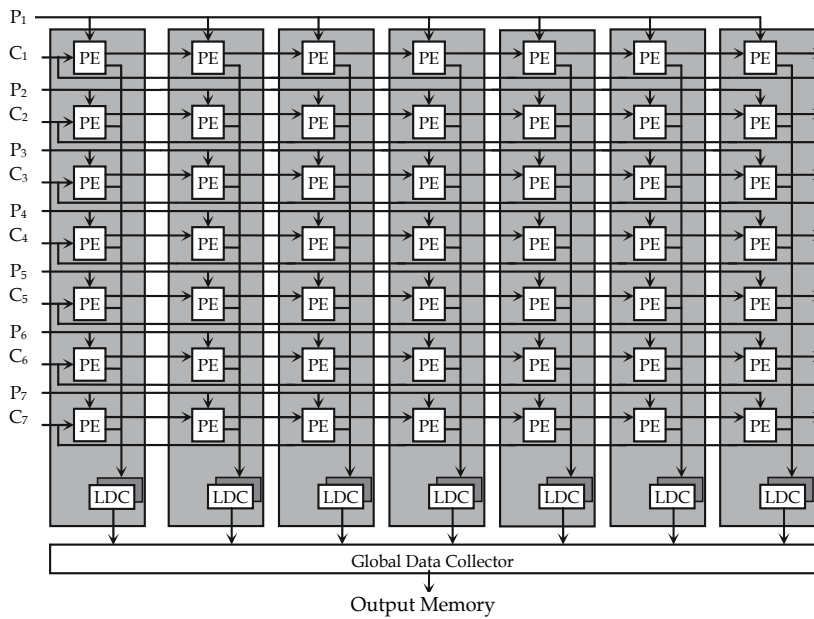 P₁
C₁ PE PE PE PE PE PE PE
P₂
C₂ PE PE PE PE PE PE PE
P₃
C₃ PE PE PE PE PE PE PE
P₄
C₄ PE PE PE PE PE PE PE
P₅
C₅ PE PE PE PE PE PE PE
P₆
C₆ PE PE PE PE PE PE PE
P₇
C₇ PE PE PE PE PE PE PE
LDC LDC LDC LDC LDC LDC LDC
Global Data Collector
Output Memory